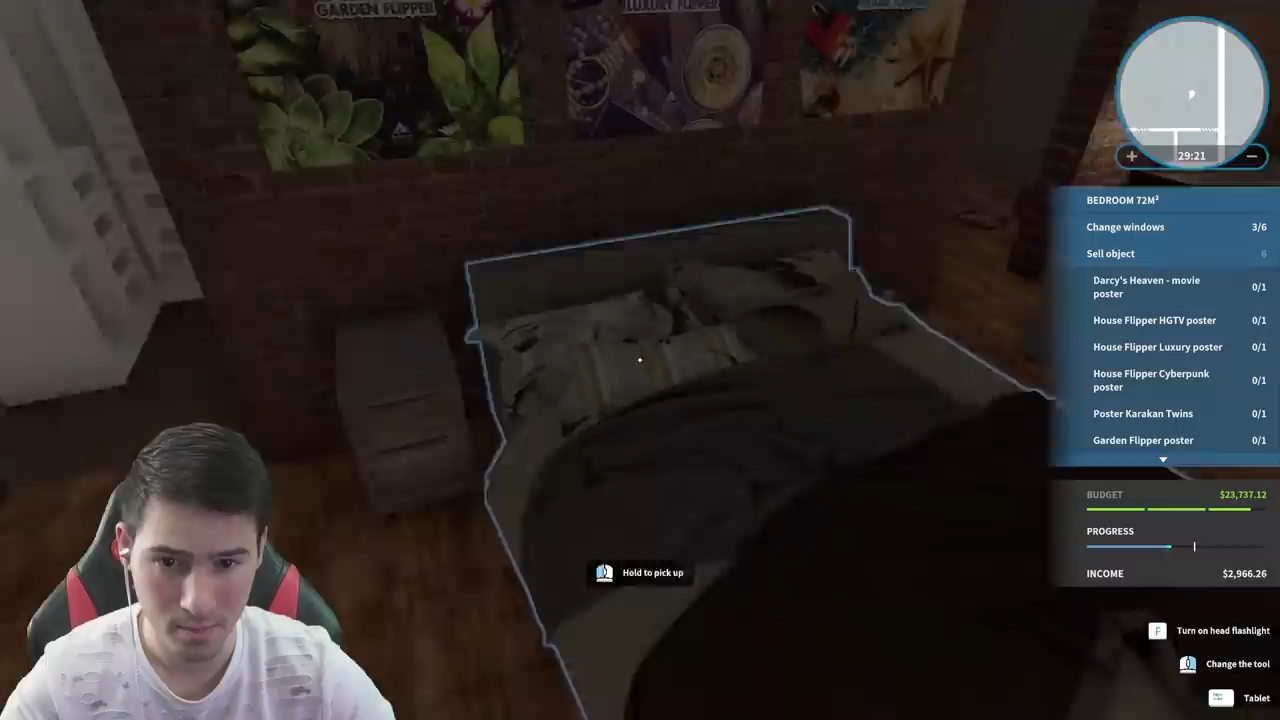 GARDEN FLIPPER
LUXURY FLIPPER
29:21
BEDROOM 72M²
Change windows 3/6
Sell object 6
Darcy's Heaven - movie
poster 0/1
House Flipper HGTV poster 0/1
House Flipper Luxury poster 0/1
House Flipper Cyberpunk
poster 0/1
Poster Karakan Twins 0/1
Garden Flipper poster 0/1
BUDGET $23,737.12
PROGRESS
INCOME $2,966.26
Hold to pick up
F Turn on head flashlight
Change the tool
Tablet